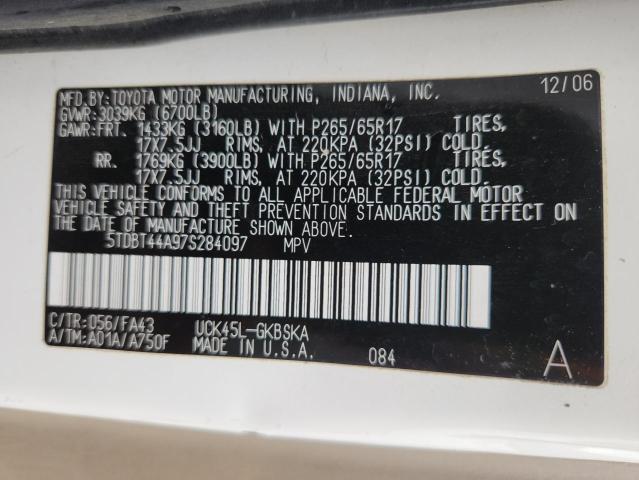 MFD.BY:TOYOTA MOTOR MANUFACTURING, INDIANA, INC. 12/06
GVWR:3039KG (6700LB)
GAWR:FRT. 1433KG (3160LB) WITH P265/65R17 TIRES,
17X7.5JJ RIMS, AT 220KPA (32PSI) COLD.
RR. 1769KG (3900LB) WITH P265/65R17 TIRES,
17X7.5JJ RIMS, AT 220KPA (32PSI) COLD.
THIS VEHICLE CONFORMS TO ALL APPLICABLE FEDERAL MOTOR
VEHICLE SAFETY AND THEFT PREVENTION STANDARDS IN EFFECT ON
THE DATE OF MANUFACTURE SHOWN ABOVE.
5TDBT44A97S284097 MPV
C/TR:056/FA43 UCK45L-GKBSKA
A/TM:A01A/A750F MADE IN U.S.A. 084 A